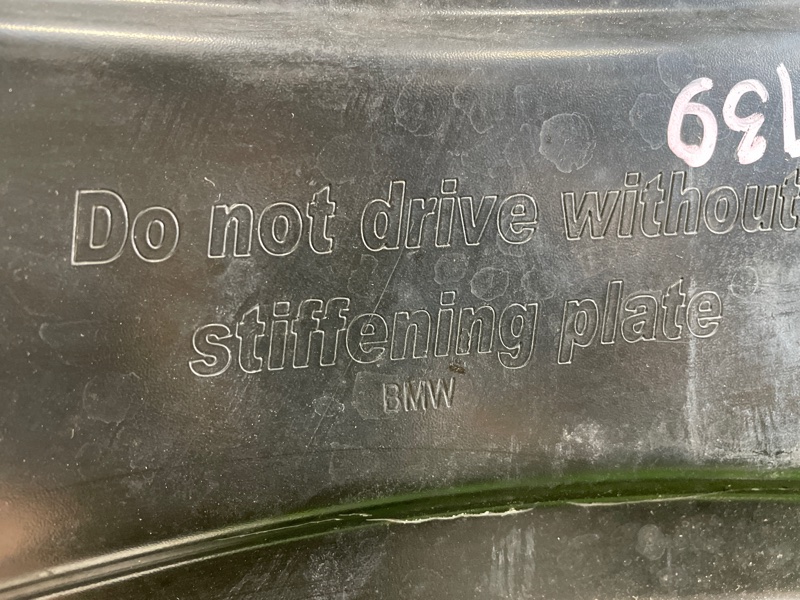 Do not drive without
stiffening plate
BMW